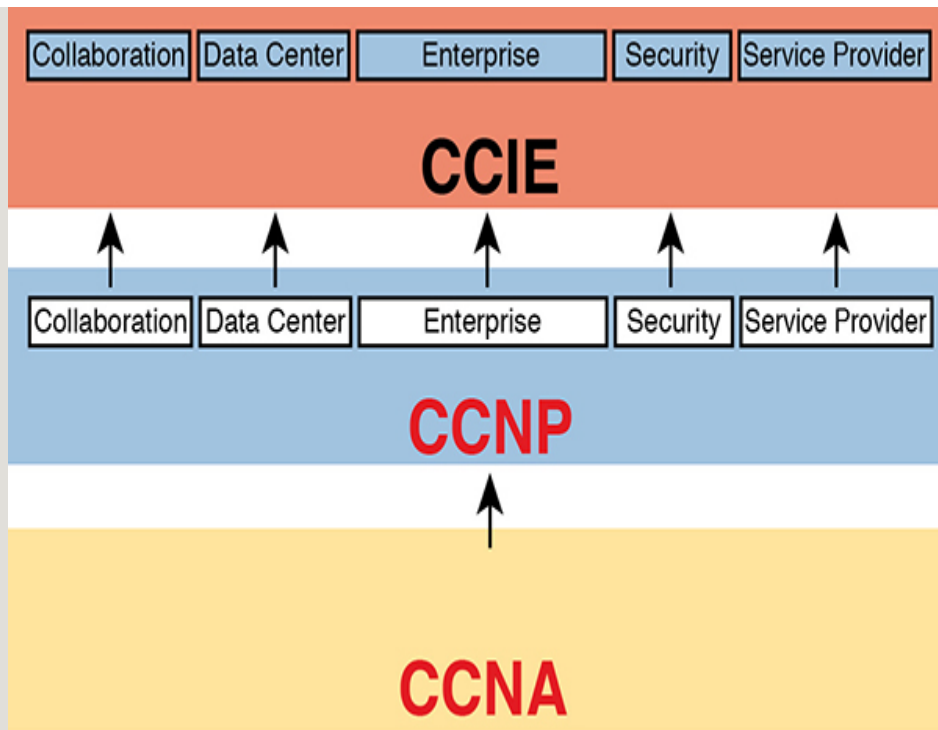 Collaboration Data Center Enterprise Security Service Provider
CCIE
Collaboration Data Center Enterprise Security Service Provider
CCNP
CCNA